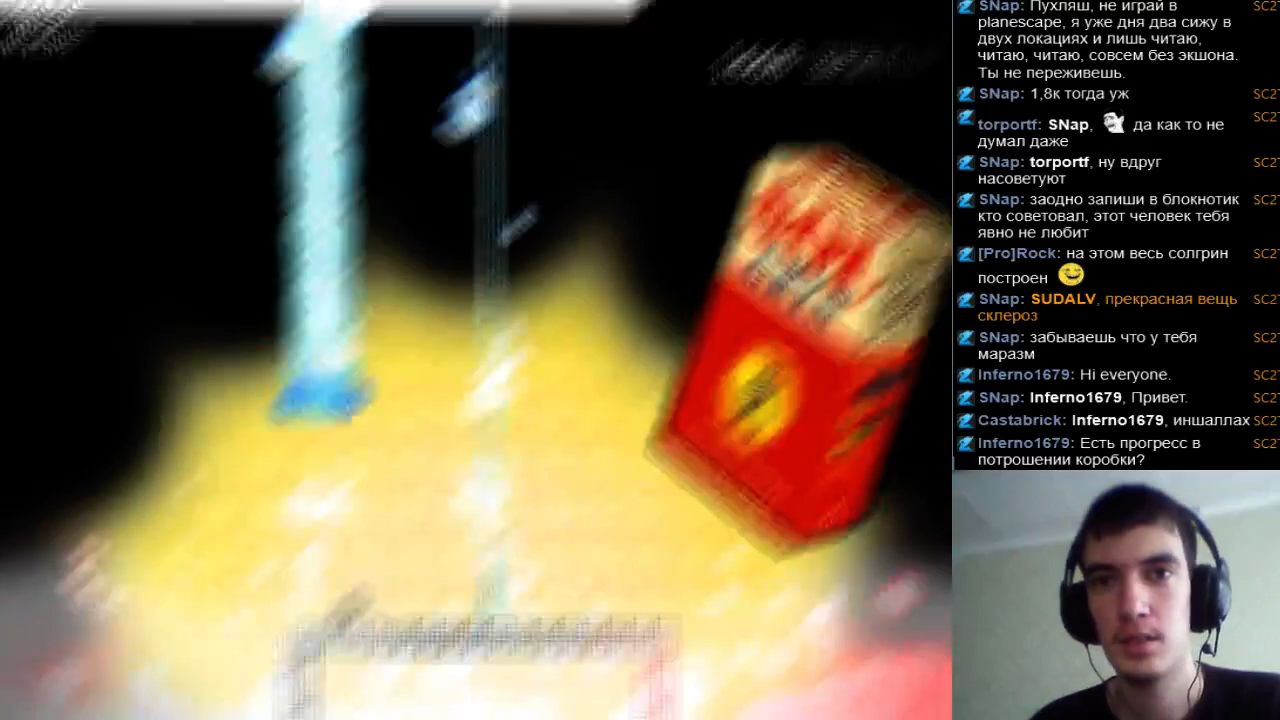 SNap: Пухляш, не играй в
planescape, я уже дня два сижу в
двух локациях и лишь читаю,
читаю, читаю, совсем без экшона.
Ты не переживешь.
SNap: 1,8к тогда уж
torportf: SNap, да как то не
думал даже
SNap: torportf, ну вдруг
насоветуют
SNap: заодно запиши в блокнотик
кто советовал, этот человек тебя
явно не любит
[Pro]Rock: на этом весь солгрин
построен
SNap: SUDALV, прекрасная вещь
склероз
SNap: забываешь что у тебя
маразм
Inferno1679: Hi everyone.
SNap: Inferno1679, Привет.
Castabrick: Inferno1679, иншаллах
Inferno1679: Есть прогресс в
потрошении коробки?